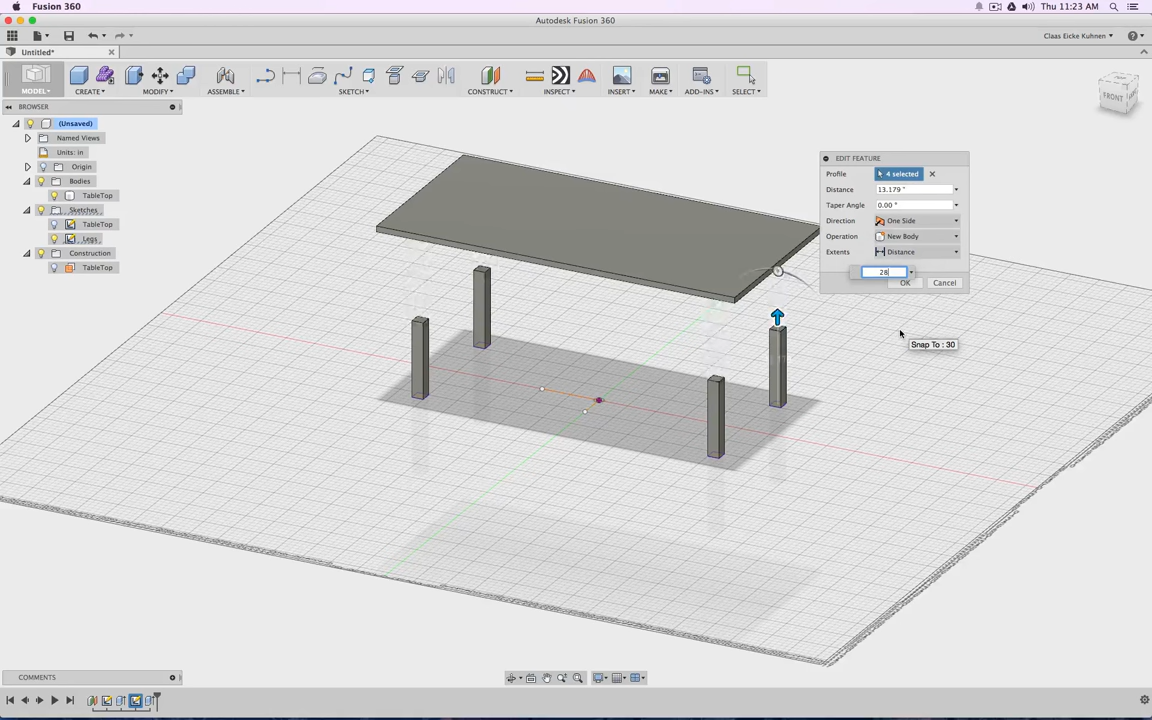 Fusion 360
Thu 11:23 AM
Autodesk Fusion 360
Untitled*
Claas Eicke Kuhnen
MODEL
CREATE
MODIFY
ASSEMBLE
SKETCH
CONSTRUCT
INSPECT
INSERT
MAKE
ADD-INS
SELECT
BROWSER
(Unsaved)
Named Views
Units: in
Origin
Bodies
TableTop
Sketches
TableTop
Legs
Construction
TableTop
FRONT
EDIT FEATURE
Profile 4 selected
Distance 13.179 "
Taper Angle 0.00 °
Direction One Side
Operation New Body
Extents Distance
28
OK Cancel
Snap To : 30
COMMENTS